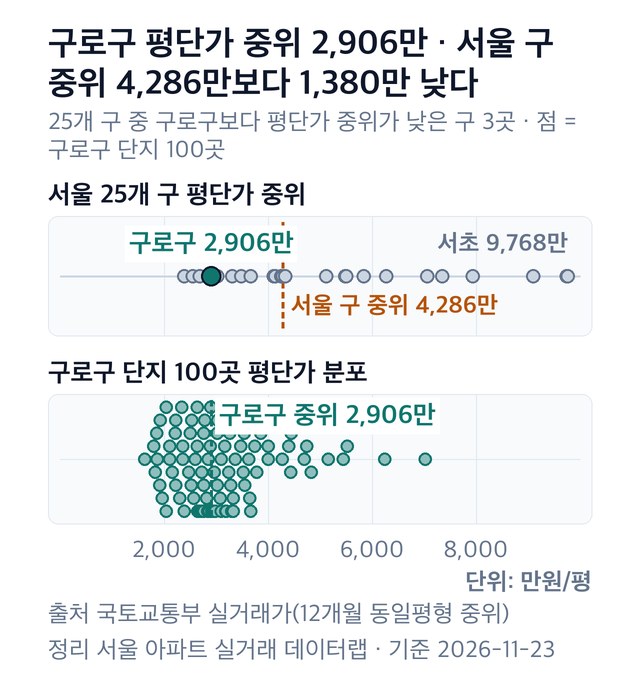 구로구 평단가 중위 2,906만 · 서울 구
중위 4,286만보다 1,380만 낮다
25개 구 중 구로구보다 평단가 중위가 낮은 구 3곳 · 점 =
구로구 단지 100곳
서울 25개 구 평단가 중위
구로구 2,906만
서초 9,768만
서울 구 중위 4,286만
구로구 단지 100곳 평단가 분포
구로구 중위 2,906만
2,000 4,000 6,000 8,000
단위: 만원/평
출처 국토교통부 실거래가(12개월 동일평형 중위)
정리 서울 아파트 실거래 데이터랩 · 기준 2026-11-23